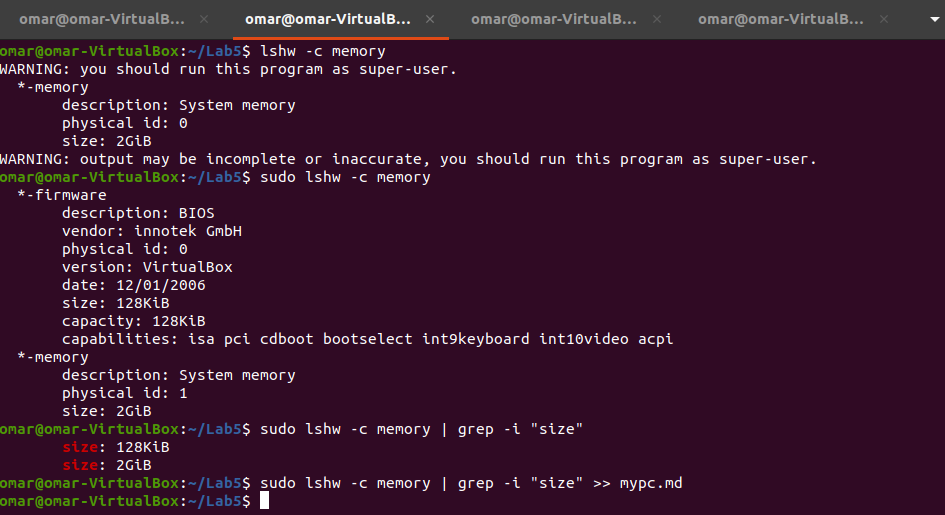 omar@omar-VirtualB... × omar@omar-VirtualB... × omar@omar-VirtualB... × omar@omar-VirtualB... ×
omar@omar-VirtualBox:~/Lab5$ lshw -c memory
WARNING: you should run this program as super-user.
  *-memory
       description: System memory
       physical id: 0
       size: 2GiB
WARNING: output may be incomplete or inaccurate, you should run this program as super-user.
omar@omar-VirtualBox:~/Lab5$ sudo lshw -c memory
  *-firmware
       description: BIOS
       vendor: innotek GmbH
       physical id: 0
       version: VirtualBox
       date: 12/01/2006
       size: 128KiB
       capacity: 128KiB
       capabilities: isa pci cdboot bootselect int9keyboard int10video acpi
  *-memory
       description: System memory
       physical id: 1
       size: 2GiB
omar@omar-VirtualBox:~/Lab5$ sudo lshw -c memory | grep -i "size"
       size: 128KiB
       size: 2GiB
omar@omar-VirtualBox:~/Lab5$ sudo lshw -c memory | grep -i "size" >> mypc.md
omar@omar-VirtualBox:~/Lab5$